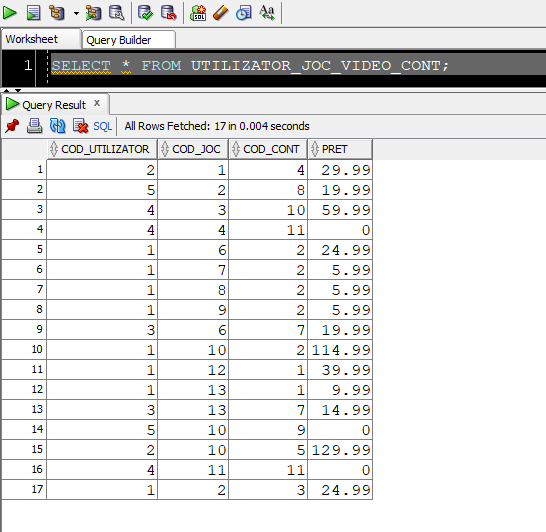 SQL
Aa
Worksheet Query Builder
1 SELECT * FROM UTILIZATOR_JOC_VIDEO_CONT;
Query Result x
SQL All Rows Fetched: 17 in 0.004 seconds
COD_UTILIZATOR COD_JOC COD_CONT PRET
1 2 1 4 29.99
2 5 2 8 19.99
3 4 3 10 59.99
4 4 4 11 0
5 1 6 2 24.99
6 1 7 2 5.99
7 1 8 2 5.99
8 1 9 2 5.99
9 3 6 7 19.99
10 1 10 2 114.99
11 1 12 1 39.99
12 1 13 1 9.99
13 3 13 7 14.99
14 5 10 9 0
15 2 10 5 129.99
16 4 11 11 0
17 1 2 3 24.99